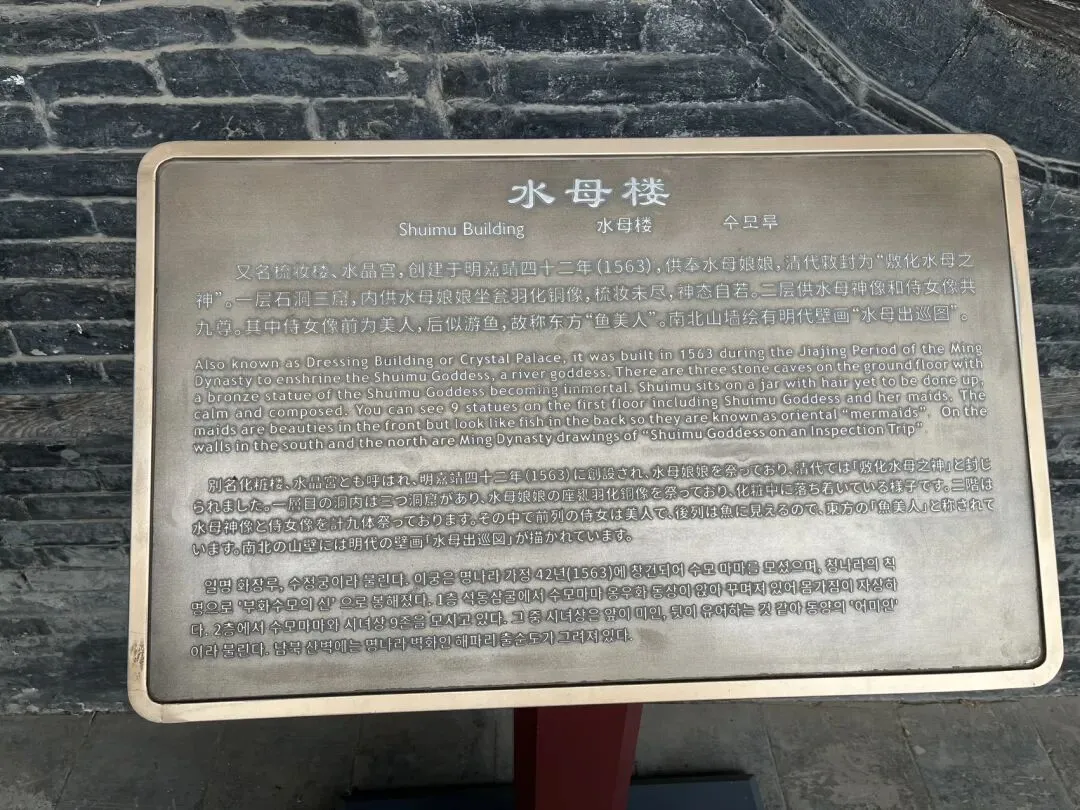 水母楼
Shuimu Building 水母楼 수모루
又名梳妆楼、水晶宫，创建于明嘉靖四十二年(1563)，供奉水母娘娘，清代敕封为“敷化水母之
神”。一层石洞三窟，内供水母娘娘坐瓮羽化铜像，梳妆未尽，神态自若。二层供水母神像和侍女像共
九尊。其中侍女像前为美人，后似游鱼，故称东方“鱼美人”。南北山墙绘有明代壁画“水母出巡图”。
Also known as Dressing Building or Crystal Palace, it was built in 1563 during the Jiajing Period of the Ming
Dynasty to enshrine the Shuimu Goddess, a river goddess. There are three stone caves on the ground floor with
a bronze statue of the Shuimu Goddess becoming immortal. Shuimu sits on a jar with hair yet to be done up,
calm and composed. You can see 9 statues on the first floor including Shuimu Goddess and her maids. The
maids are beauties in the front but look like fish in the back so they are known as oriental “mermaids”. On the
walls in the south and the north are Ming Dynasty drawings of “Shuimu Goddess on an Inspection Trip”
別名化粧楼、水晶宮とも呼ばれ、明嘉靖四十二年(1563)に創設され、水母娘娘を祭っており、清代では「敷化水母之神」と封じ
られました。一層目の洞内は三つ洞窟があり、水母娘娘の座瓮羽化銅像を祭っており、化粧中に落ち着いている様子です。二階は
水母神像と侍女像を計九体祭っております。その中で前列の侍女は美人で、後列は魚に見えるので、東方の「魚美人」と称されて
います。南北の山壁には明代の壁画「水母出巡図」が描かれています。
일명 화장루, 수정궁이라 불린다. 이궁은 명나라 가정 42년(1563)에 창건되어 수모 마마를 모셨으며, 청나라의 칙
명으로 '부화수모의 신' 으로 봉해졌다. 1층 석동삼굴에서 수모마마 옹우화 동상이 앉아 꾸며져 있어 몸가짐이 자상하
다. 2층에서 수모마마와 시녀상 9존을 모시고 있다. 그 중 시녀상은 앞이 미인, 뒷이 유어하는 것 같아 동양의 '어미인'
이라 불린다. 남북 산벽에는 명나라 벽화인 해파리 출순도가 그려져 있다.